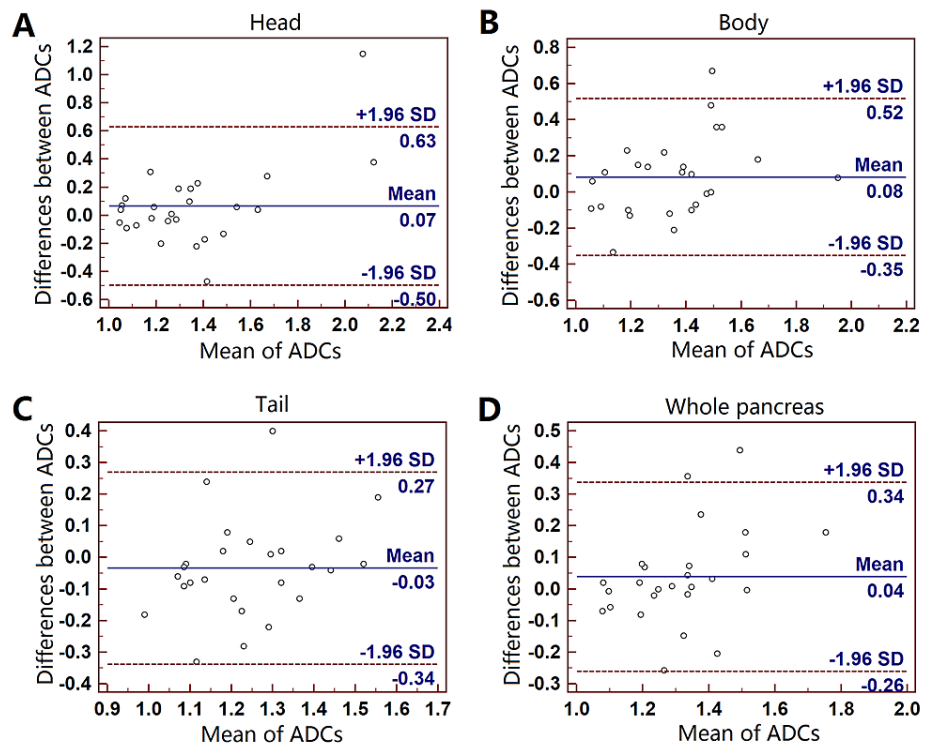 A
Head
Differences between ADCs
1.2
1.0
0.8
0.6
0.4
0.2
0.0
-0.2
-0.4
-0.6
+1.96 SD
0.63
Mean
0.07
-1.96 SD
-0.50
1.0 1.2 1.4 1.6 1.8 2.0 2.2 2.4
Mean of ADCs
B
Body
Differences between ADCs
0.8
0.6
0.4
0.2
0.0
-0.2
-0.4
-0.6
+1.96 SD
0.52
Mean
0.08
-1.96 SD
-0.35
1.0 1.2 1.4 1.6 1.8 2.0 2.2
Mean of ADCs
C
Tail
Differences between ADCs
0.4
0.3
0.2
0.1
0.0
-0.1
-0.2
-0.3
-0.4
+1.96 SD
0.27
Mean
-0.03
-1.96 SD
-0.34
0.9 1.0 1.1 1.2 1.3 1.4 1.5 1.6 1.7
Mean of ADCs
D
Whole pancreas
Differences between ADCs
0.5
0.4
0.3
0.2
0.1
0.0
-0.1
-0.2
-0.3
+1.96 SD
0.34
Mean
0.04
-1.96 SD
-0.26
1.0 1.2 1.4 1.6 1.8 2.0
Mean of ADCs